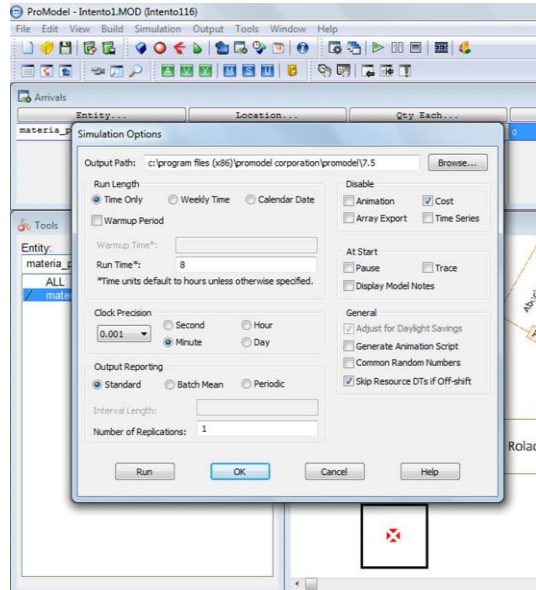 ProModel - Intento1.MOD (Intento116)
File Edit View Build Simulation Output Tools Window Help
Arrivals
Entity... Location... Qty Each...
materia_p 0
Simulation Options
Output Path: c:\program files (x86)\promodel corporation\promodel\7.5 Browse...
Run Length Disable
Time Only Weekly Time Calendar Date Animation Cost
Warmup Period Array Export Time Series
Tools
Warmup Time*:
Entity: At Start
materia_p Run Time*: 8 Pause Trace
ALL *Time units default to hours unless otherwise specified. Display Model Notes
mater
Clock Precision General
0.001 Second Hour Adjust for Daylight Savings
Minute Day Generate Animation Script
Common Random Numbers
Output Reporting
Standard Batch Mean Periodic Skip Resource DTs if Off-shift
Interval Length:
Number of Replications: 1
Rolad
Run OK Cancel Help